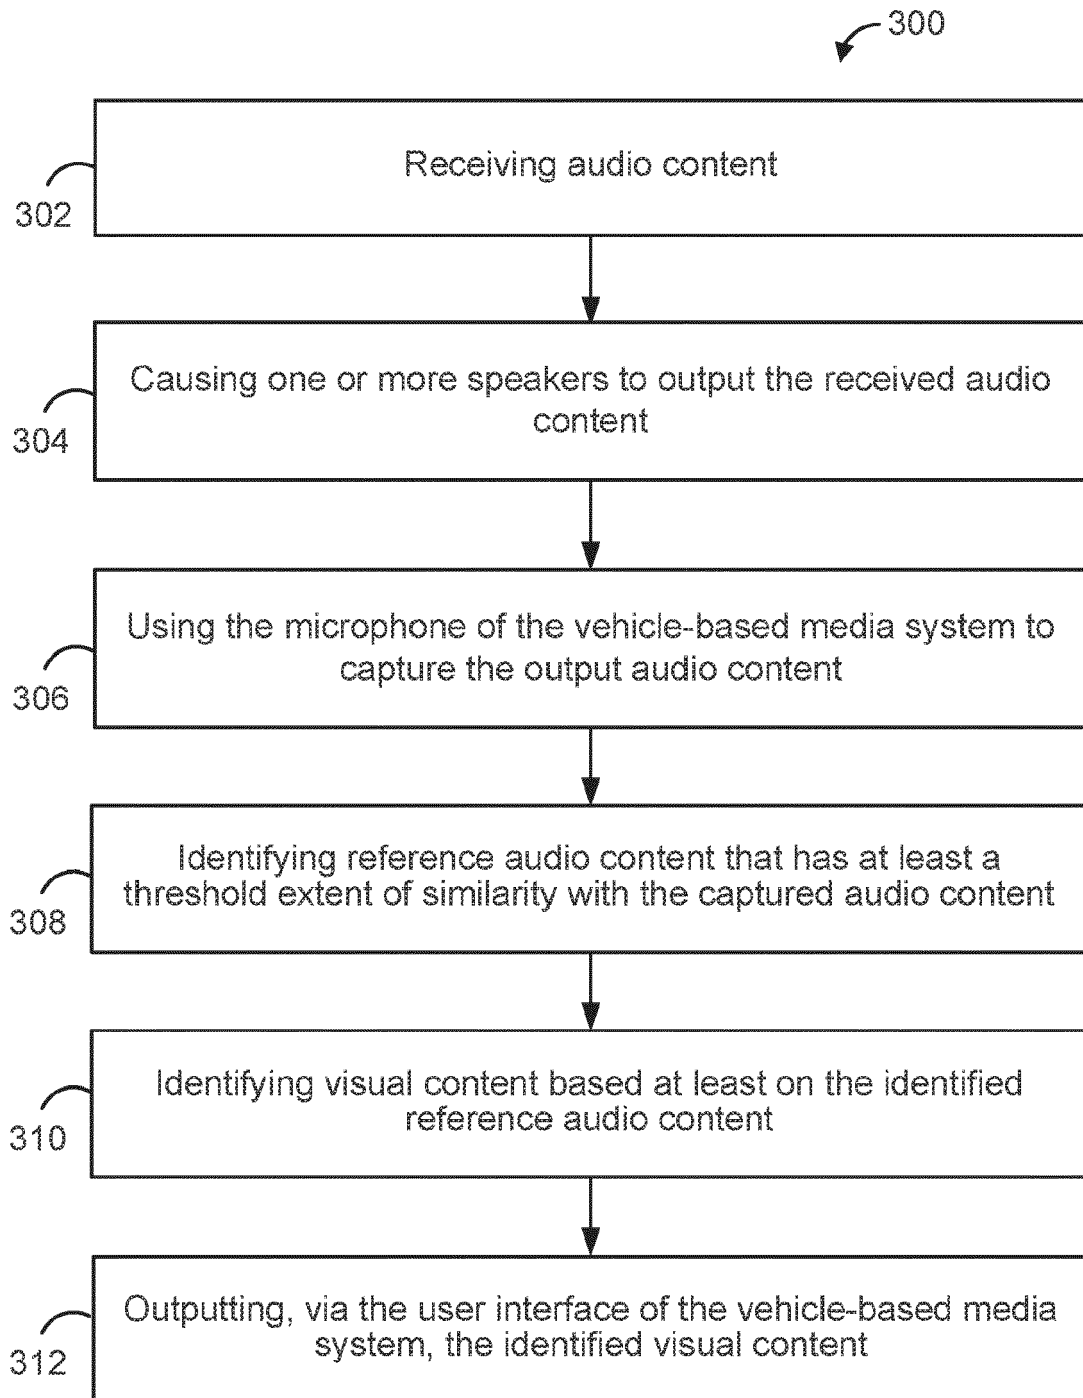 300
Receiving audio content
302
Causing one or more speakers to output the received audio
content
304
Using the microphone of the vehicle-based media system to
capture the output audio content
306
Identifying reference audio content that has at least a
threshold extent of similarity with the captured audio content
308
Identifying visual content based at least on the identified
reference audio content
310
Outputting, via the user interface of the vehicle-based media
system, the identified visual content
312